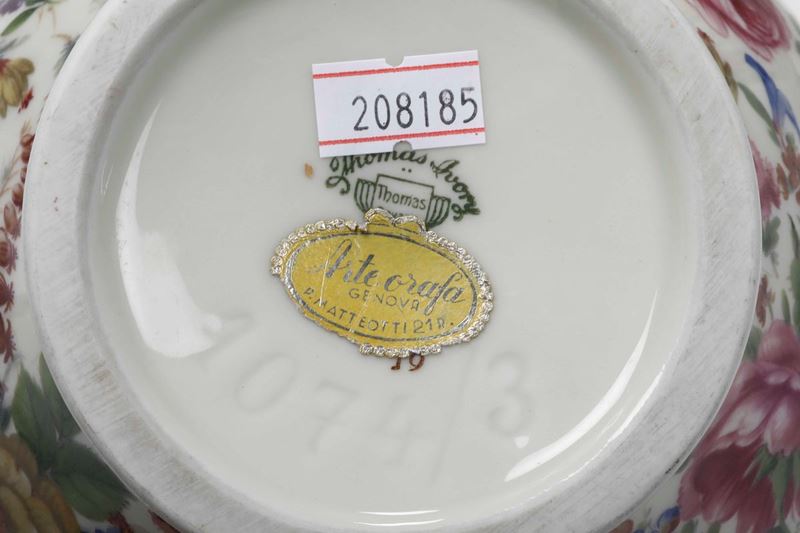 208185
Thomas Ivory
Thomas
Arte orafa
GENOVA
P. MATTEOTTI 21 R.
19
1074/3